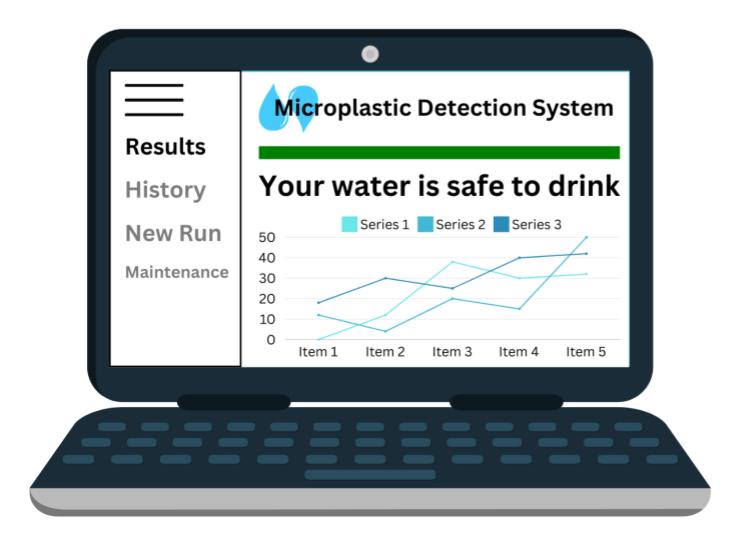 Results
History
New Run
Maintenance
Microplastic Detection System
Your water is safe to drink
Series 1 Series 2 Series 3
50
40
30
20
10
0
Item 1 Item 2 Item 3 Item 4 Item 5